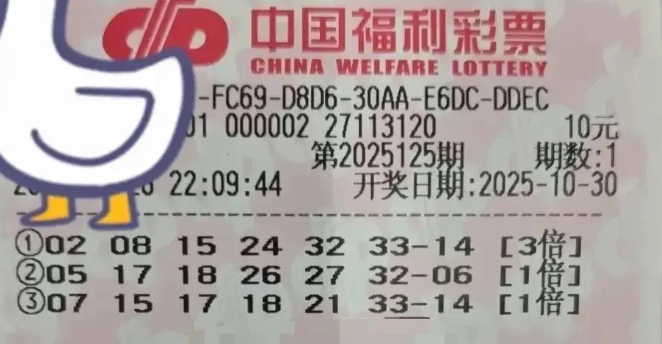 中国福利彩票
CHINA WELFARE LOTTERY
-FC69-D8D6-30AA-E6DC-DDEC
01 000002 27113120 10元
第2025125期 期数:1
22:09:44 开奖日期:2025-10-30
①02 08 15 24 32 33-14 [3倍]
②05 17 18 26 27 32-06 [1倍]
③07 15 17 18 21 33-14 [1倍]